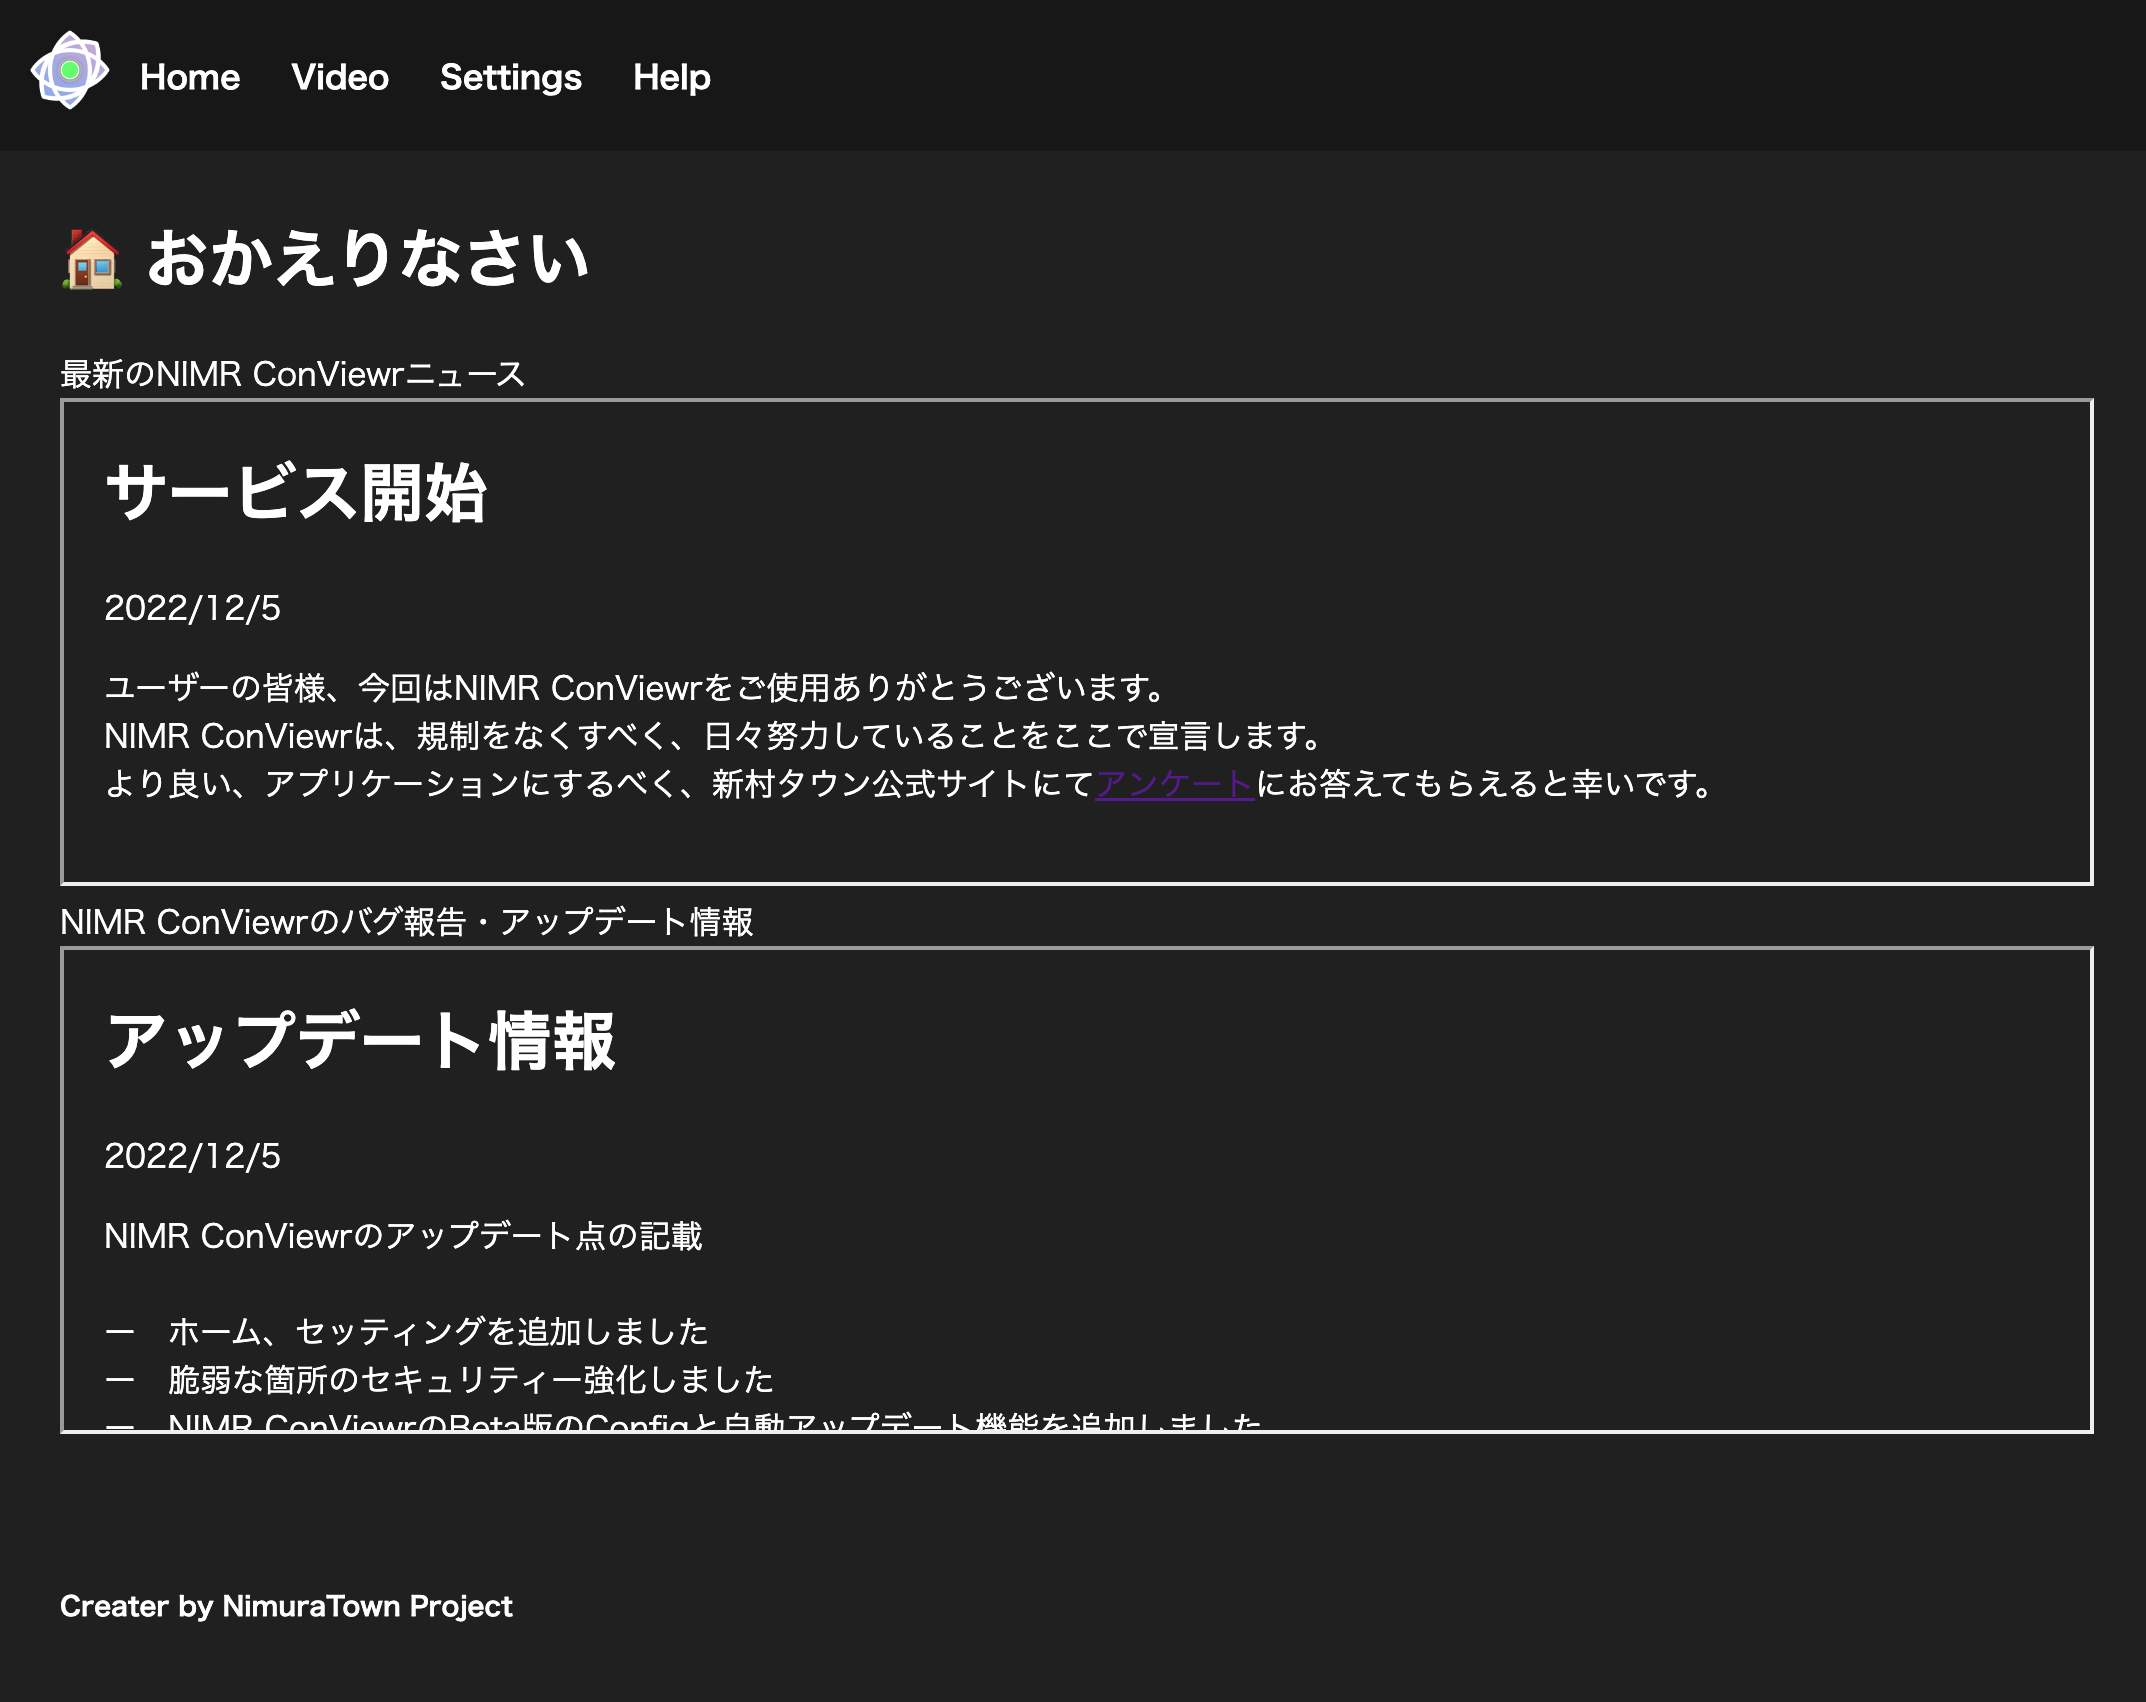 Home Video Settings Help
🏠 おかえりなさい
最新のNIMR ConViewrニュース
サービス開始
2022/12/5
ユーザーの皆様、今回はNIMR ConViewrをご使用ありがとうございます。
NIMR ConViewrは、規制をなくすべく、日々努力していることをここで宣言します。
より良い、アプリケーションにするべく、新村タウン公式サイトにてアンケートにお答えてもらえると幸いです。
NIMR ConViewrのバグ報告・アップデート情報
アップデート情報
2022/12/5
NIMR ConViewrのアップデート点の記載
ー　ホーム、セッティングを追加しました
ー　脆弱な箇所のセキュリティー強化しました
ー　NIMR ConViewrのBeta版のConfigと自動アップデート機能を追加しました
Creater by NimuraTown Project